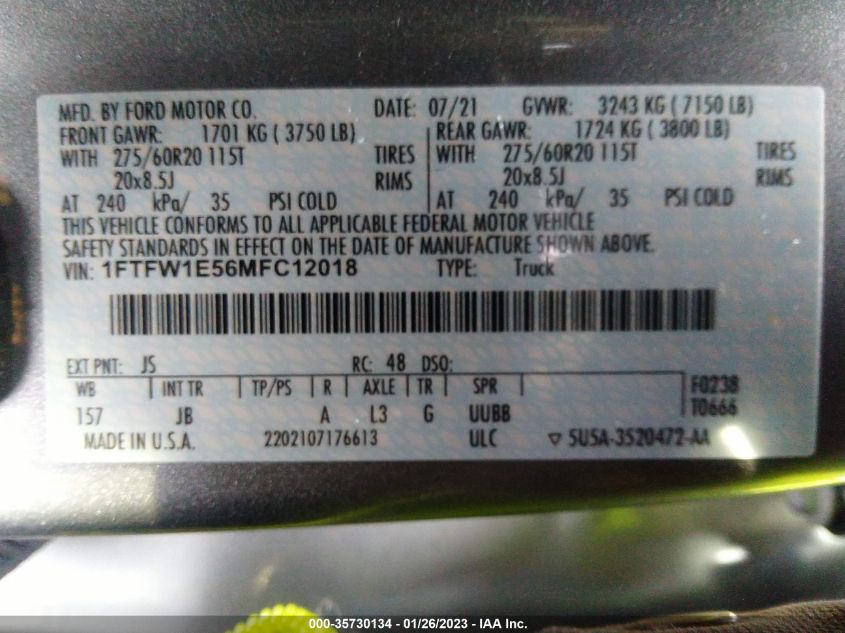 MFD. BY FORD MOTOR CO. DATE: 07/21 GVWR: 3243 KG ( 7150 LB)
FRONT GAWR: 1701 KG ( 3750 LB) REAR GAWR: 1724 KG ( 3800 LB)
WITH 275/60R20 115T TIRES WITH 275/60R20 115T TIRES
20x8.5J RIMS 20x8.5J RIMS
AT 240 kPa/ 35 PSI COLD AT 240 kPa/ 35 PSI COLD
THIS VEHICLE CONFORMS TO ALL APPLICABLE FEDERAL MOTOR VEHICLE
SAFETY STANDARDS IN EFFECT ON THE DATE OF MANUFACTURE SHOWN ABOVE.
VIN: 1FTFW1E56MFC12018 TYPE: Truck
EXT PNT: JS RC: 48 DSO:
WB INT TR TP/PS R AXLE TR SPR F0238
157 JB A L3 G UUBB T0666
MADE IN U.S.A. 2202107176613 ULC ▽ 5U5A-3520472-AA
000-35730134 - 01/26/2023 - IAA Inc.